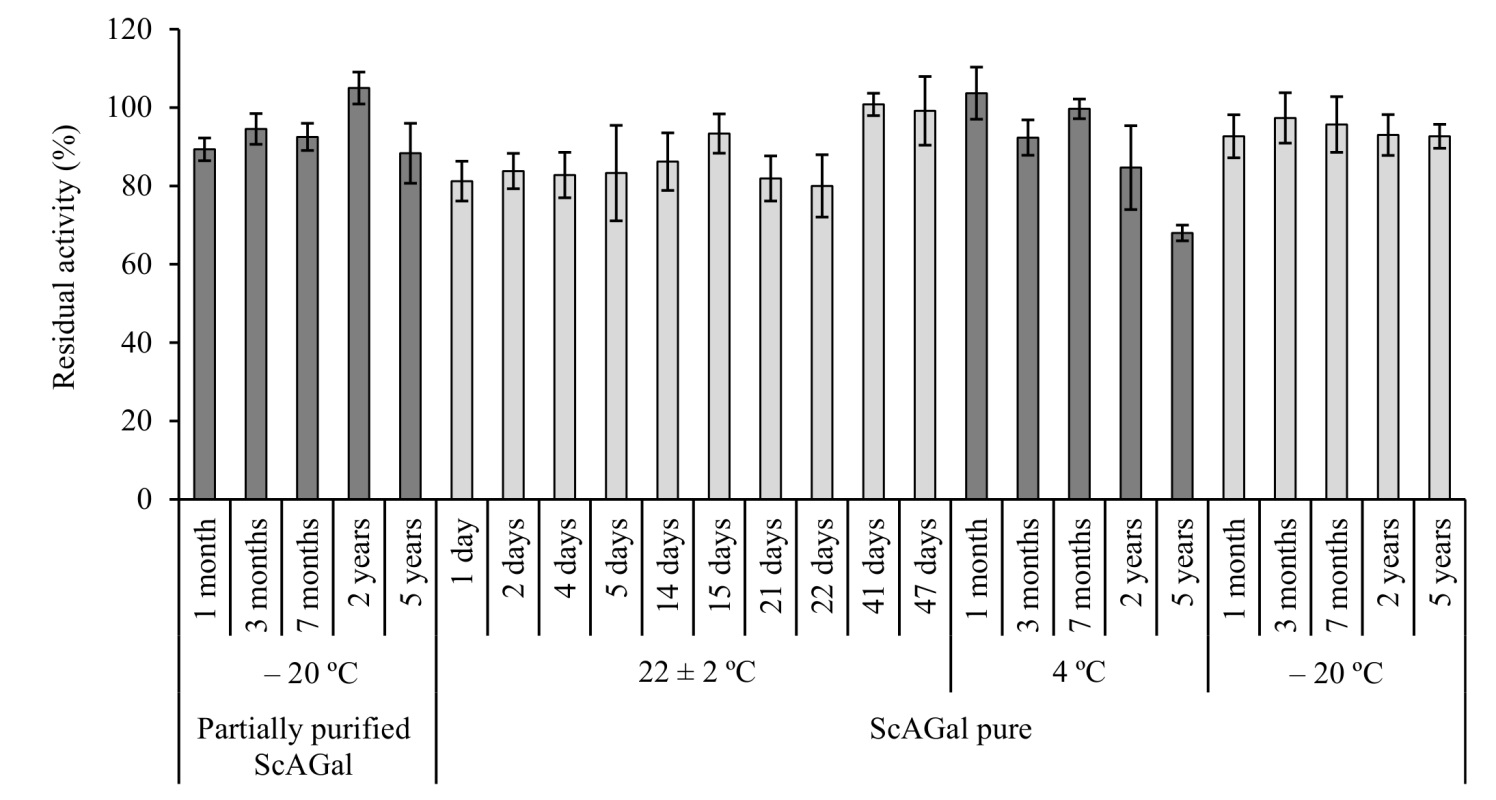 120
100
80
60
40
20
0
Residual activity (%)
1 month
3 months
7 months
2 years
5 years
1 day
2 days
4 days
5 days
14 days
15 days
21 days
22 days
41 days
47 days
1 month
3 months
7 months
2 years
5 years
1 month
3 months
7 months
2 years
5 years
– 20 ºC
22 ± 2 ºC
4 ºC
– 20 ºC
Partially purified
ScAGal
ScAGal pure